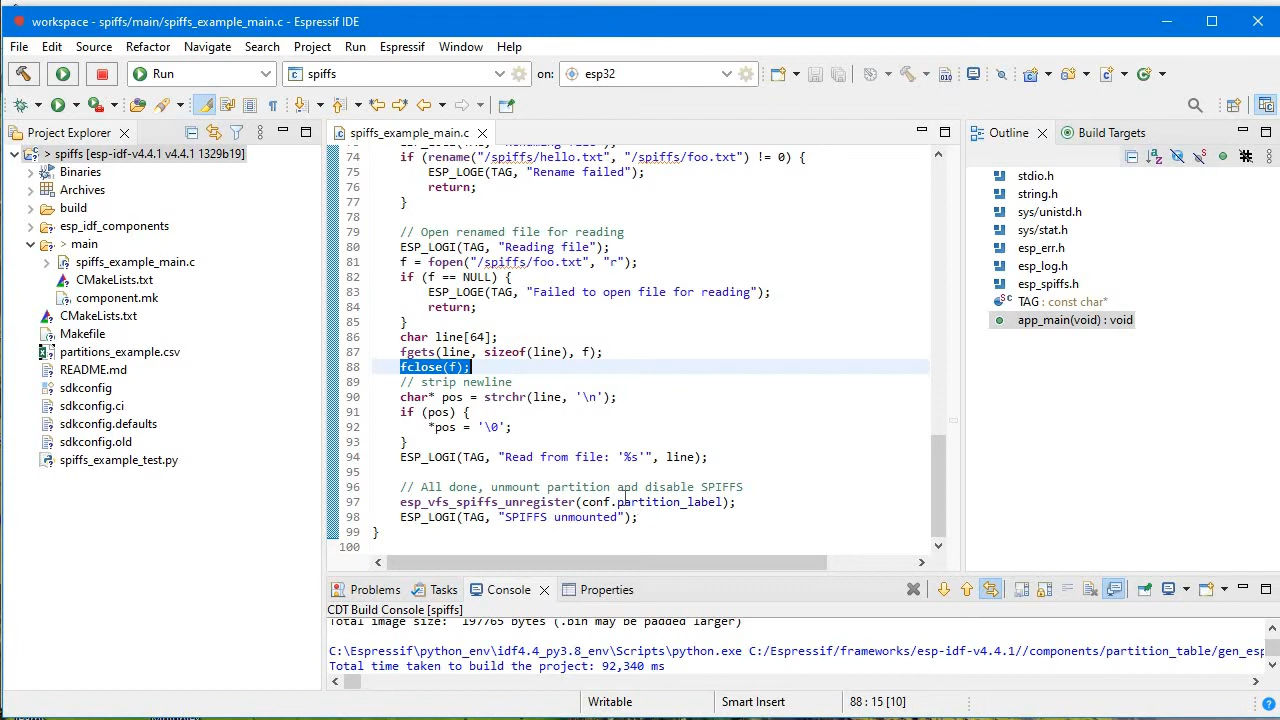 workspace - spiffs/main/spiffs_example_main.c - Espressif IDE
File Edit Source Refactor Navigate Search Project Run Espressif Window Help
Run spiffs on: esp32
Project Explorer
spiffs_example_main.c
Outline Build Targets
> spiffs [esp-idf-v4.4.1 v4.4.1 1329b19]
Binaries
Archives
build
esp_idf_components
> main
spiffs_example_main.c
CMakeLists.txt
component.mk
CMakeLists.txt
Makefile
partitions_example.csv
README.md
sdkconfig
sdkconfig.ci
sdkconfig.defaults
sdkconfig.old
spiffs_example_test.py
74 if (rename("/spiffs/hello.txt", "/spiffs/foo.txt") != 0) {
75 ESP_LOGE(TAG, "Rename failed");
76 return;
77 }
78
79 // Open renamed file for reading
80 ESP_LOGI(TAG, "Reading file");
81 f = fopen("/spiffs/foo.txt", "r");
82 if (f == NULL) {
83 ESP_LOGE(TAG, "Failed to open file for reading");
84 return;
85 }
86 char line[64];
87 fgets(line, sizeof(line), f);
88 fclose(f);
89 // strip newline
90 char* pos = strchr(line, '\n');
91 if (pos) {
92 *pos = '\0';
93 }
94 ESP_LOGI(TAG, "Read from file: '%s'", line);
95
96 // All done, unmount partition and disable SPIFFS
97 esp_vfs_spiffs_unregister(conf.partition_label);
98 ESP_LOGI(TAG, "SPIFFS unmounted");
99 }
100
stdio.h
string.h
sys/unistd.h
sys/stat.h
esp_err.h
esp_log.h
esp_spiffs.h
TAG : const char*
app_main(void) : void
Problems Tasks Console Properties
CDT Build Console [spiffs]
Total image size: 197765 bytes (.bin may be padded larger)
C:\Espressif\python_env\idf4.4_py3.8_env\Scripts\python.exe C:/Espressif/frameworks/esp-idf-v4.4.1//components/partition_table/gen_esp
Total time taken to build the project: 92,340 ms
Writable Smart Insert 88 : 15 [10]